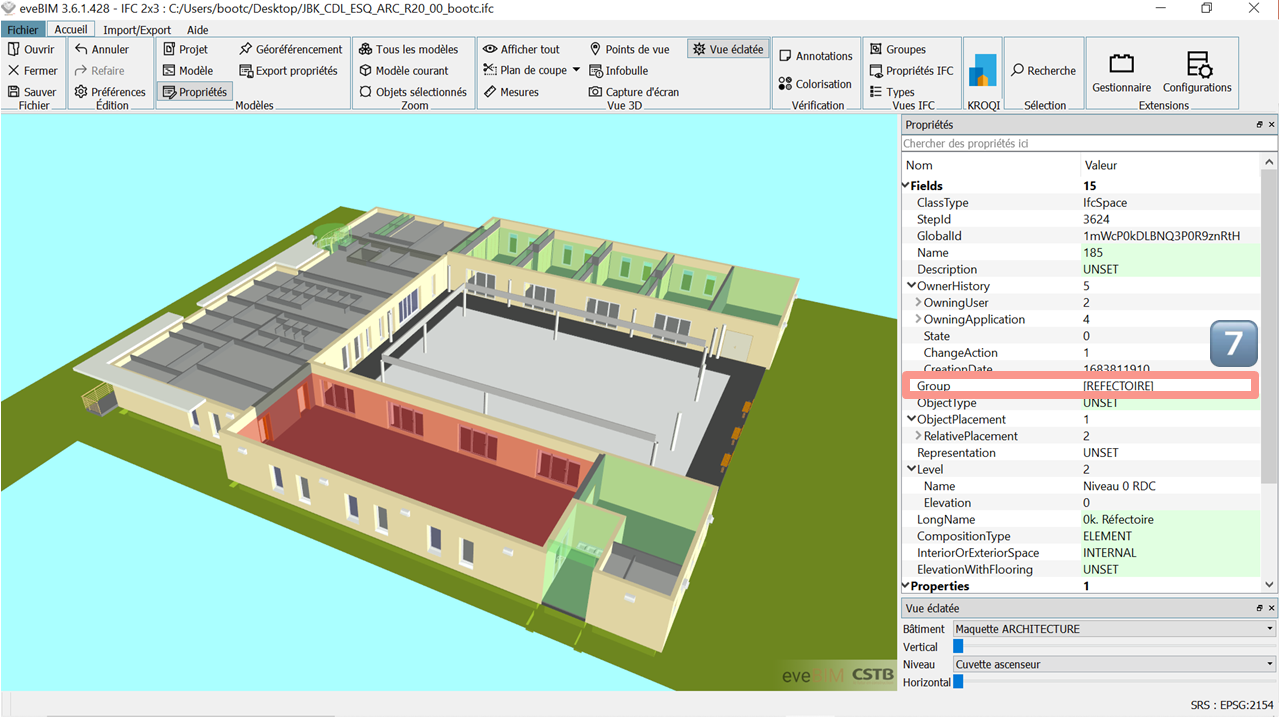 eveBIM 3.6.1.428 - IFC 2x3 : C:/Users/bootc/Desktop/JBK_CDL_ESQ_ARC_R20_00_bootc.ifc
Fichier Accueil Import/Export Aide
Ouvrir Annuler Projet Géoréférencement Tous les modèles Afficher tout Points de vue Vue éclatée Annotations Groupes
Fermer Refaire Modèle Export propriétés Modèle courant Plan de coupe Infobulle Propriétés IFC Recherche
Sauver Préférences Propriétés Objets sélectionnés Mesures Capture d'écran Colorisation Types Gestionnaire Configurations
Fichier Édition Modèles Zoom Vue 3D Vérification Vues IFC KROQI Sélection Extensions
Propriétés
Chercher des propriétés ici
Nom Valeur
Fields 15
ClassType IfcSpace
StepId 3624
GlobalId 1mWcP0kDLBNQ3P0R9znRtH
Name 185
Description UNSET
OwnerHistory 5
OwningUser 2
OwningApplication 4
State 0
ChangeAction 1
CreationDate 1683811910
7
Group [REFECTOIRE]
ObjectType UNSET
ObjectPlacement 1
RelativePlacement 2
Representation UNSET
Level 2
Name Niveau 0 RDC
Elevation 0
LongName 0k. Réfectoire
CompositionType ELEMENT
InteriorOrExteriorSpace INTERNAL
ElevationWithFlooring UNSET
Properties 1
Vue éclatée
Bâtiment Maquette ARCHITECTURE
Vertical
Niveau Cuvette ascenseur
Horizontal
eveBIM CSTB
SRS : EPSG:2154